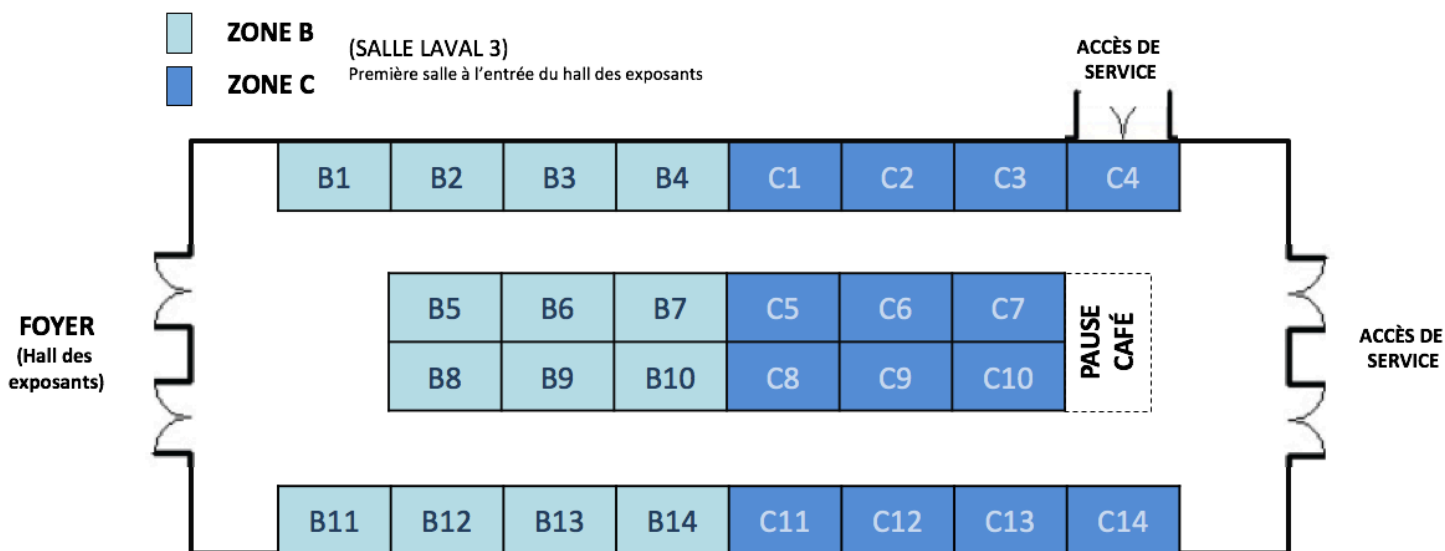 ZONE B
(SALLE LAVAL 3)
ZONE C
Première salle à l'entrée du hall des exposants
ACCÈS DE
SERVICE
B1 B2 B3 B4 C1 C2 C3 C4
FOYER
(Hall des
exposants)
B5 B6 B7 C5 C6 C7
B8 B9 B10 C8 C9 C10
PAUSE
CAFÉ
ACCÈS DE
SERVICE
B11 B12 B13 B14 C11 C12 C13 C14